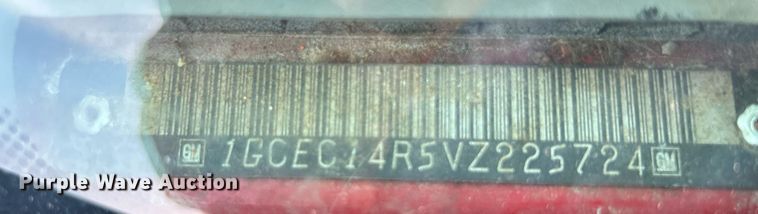 GM 1GCEC14R5VZ225724 GM
Purple Wave Auction